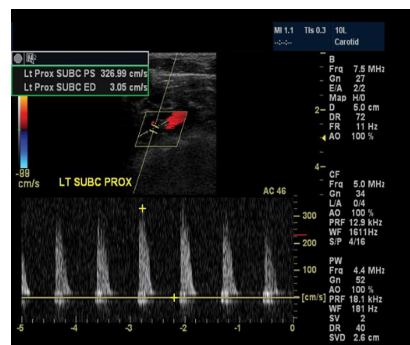 MI 1.1 TIs 0.3 10L
--:--:-- Carotid
M2
Lt Prox SUBC PS 326.99 cm/s
Lt Prox SUBC ED 3.05 cm/s
-99
cm/s
LT SUBC PROX
AC 46
B
Frq 7.5 MHz
Gn 27
E/A 2/2
Map H/0
D 5.0 cm
DR 72
FR 11 Hz
AO 100 %
2-
4-
CF
Frq 5.0 MHz
Gn 34
L/A 0/4
AO 100 %
PRF 12.9 kHz
WF 1611Hz
S/P 4/16
PW
Frq 4.4 MHz
Gn 52
AO 100 %
PRF 18.1 kHz
WF 181 Hz
SV 2
DR 40
SVD 2.6 cm
- 300
- 200
- 100
[cm/s]
-5 -4 -3 -2 -1 0